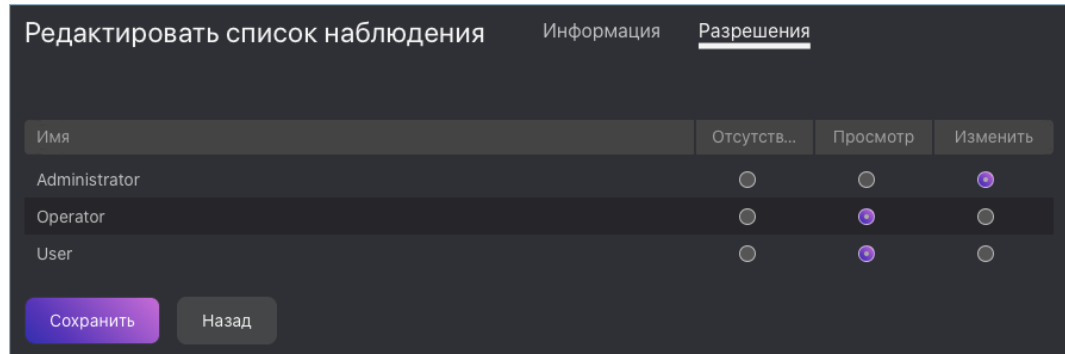 Редактировать список наблюдения Информация Разрешения
Имя Отсутств... Просмотр Изменить
Administrator
Operator
User
Сохранить Назад